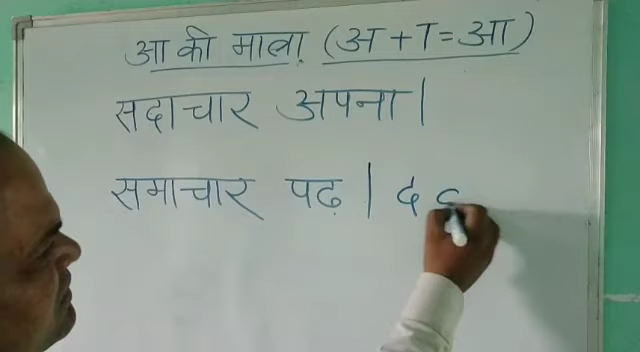 आ की मात्रा (अ + ा = आ)
सदाचार अपना।
समाचार पढ़। द